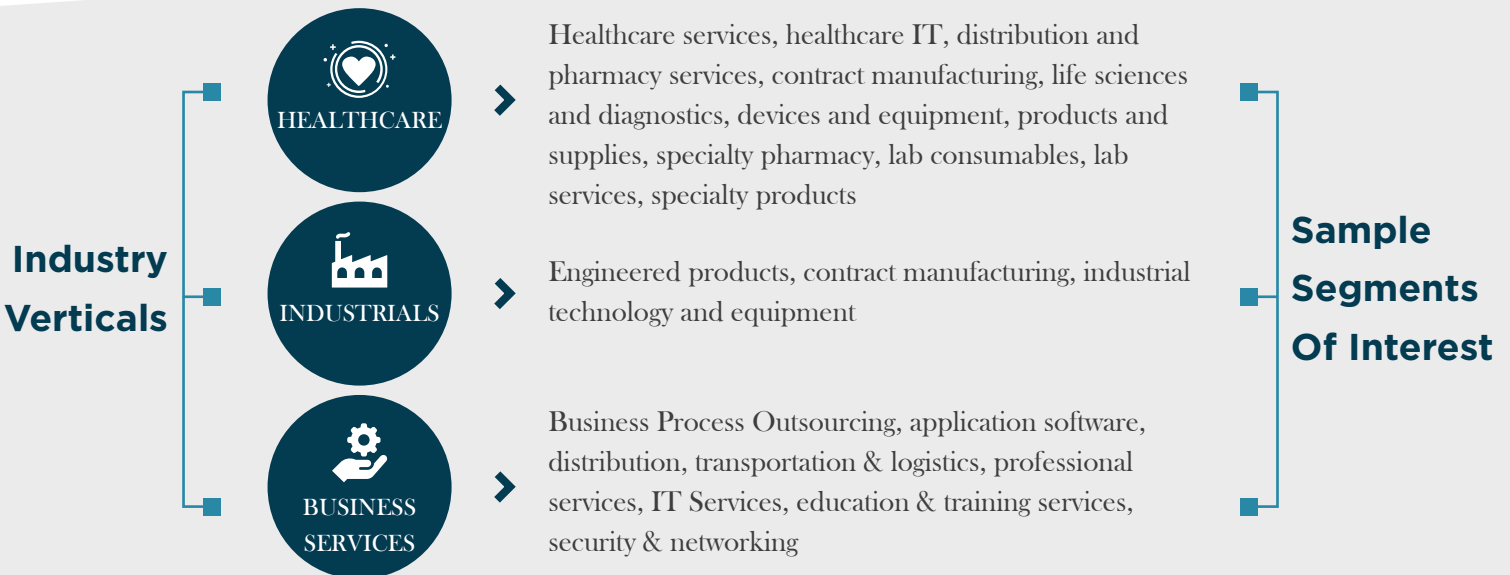 Industry
Verticals
HEALTHCARE
Healthcare services, healthcare IT, distribution and
pharmacy services, contract manufacturing, life sciences
and diagnostics, devices and equipment, products and
supplies, specialty pharmacy, lab consumables, lab
services, specialty products
INDUSTRIALS
Engineered products, contract manufacturing, industrial
technology and equipment
BUSINESS
SERVICES
Business Process Outsourcing, application software,
distribution, transportation & logistics, professional
services, IT Services, education & training services,
security & networking
Sample
Segments
Of Interest